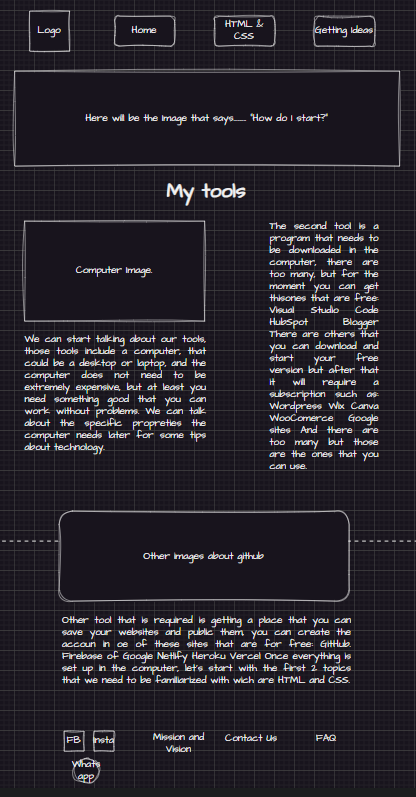 Logo
Home
HTML &
CSS
Getting Ideas
Here will be the Image that says...... "How do I start?"
My tools
Computer Image.
We can start talking about our tools,
those tools include a computer, that
could be a desktop or laptop, and the
computer does not need to be
extremely expensive, but at least you
need something good that you can
work without problems. We can talk
about the specific propreties the
computer needs later for some tips
about technology.
The second tool is a
program that needs to
be downloaded in the
computer, there are
too many, but for the
moment you can get
thisones that are free:
Visual Studio Code
HubSpot Blogger
There are others that
you can download and
start your free
version but after that
it will require a
subscription such as:
Wordpress Wix Canva
WooComerce Google
sites And there are
too many but those
are the ones that you
can use.
Other images about github
Other tool that is required is getting a place that you can
save your websites and public them. you can create the
accoun in oe of these sites that are for free: GitHub.
Firebase of Google Netlify Heroku Vercel Once everything is
set up in the computer, let's start with the first 2 topics
that we need to be familiarized with wich are HTML and CSS.
FB
Insta
Whats
app
Mission and
Vision
Contact Us
FAQ